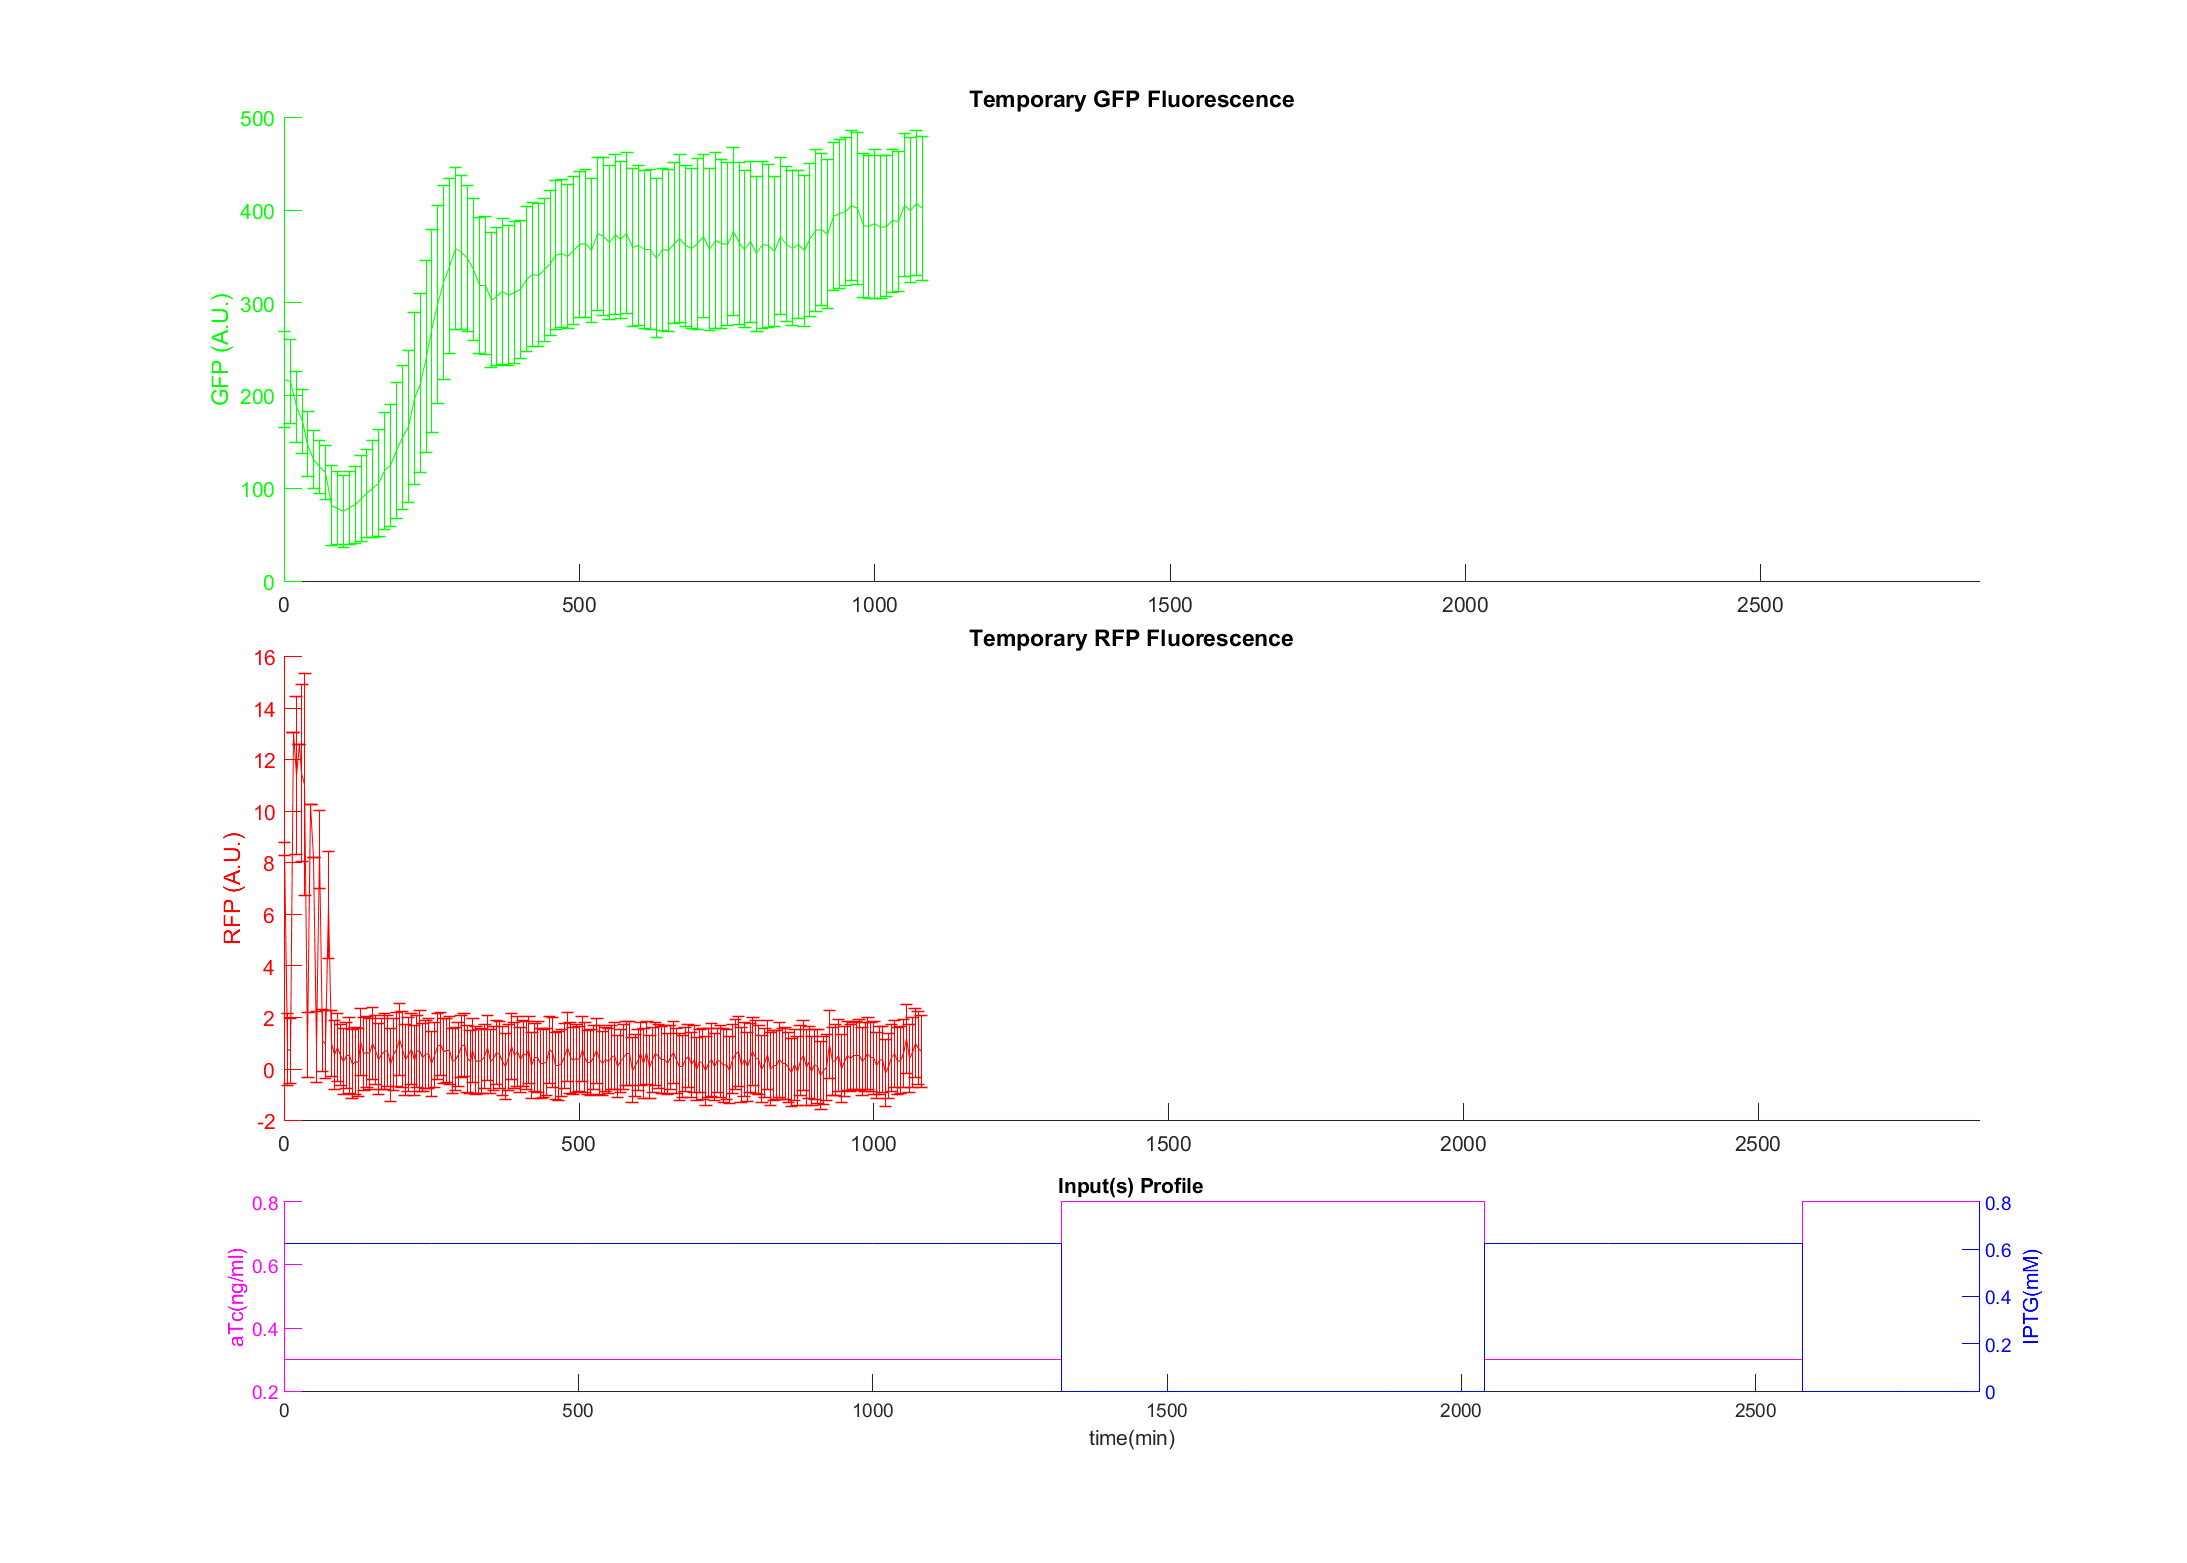 Temporary GFP Fluorescence
500
400
300
200
100
0
GFP (A.U.)
0 500 1000 1500 2000 2500
Temporary RFP Fluorescence
16
14
12
10
8
6
4
2
0
-2
RFP (A.U.)
0 500 1000 1500 2000 2500
Input(s) Profile
0.8
0.6
0.4
0.2
aTc(ng/ml)
0.8
0.6
0.4
0.2
0
IPTG(mM)
0 500 1000 1500 2000 2500
time(min)